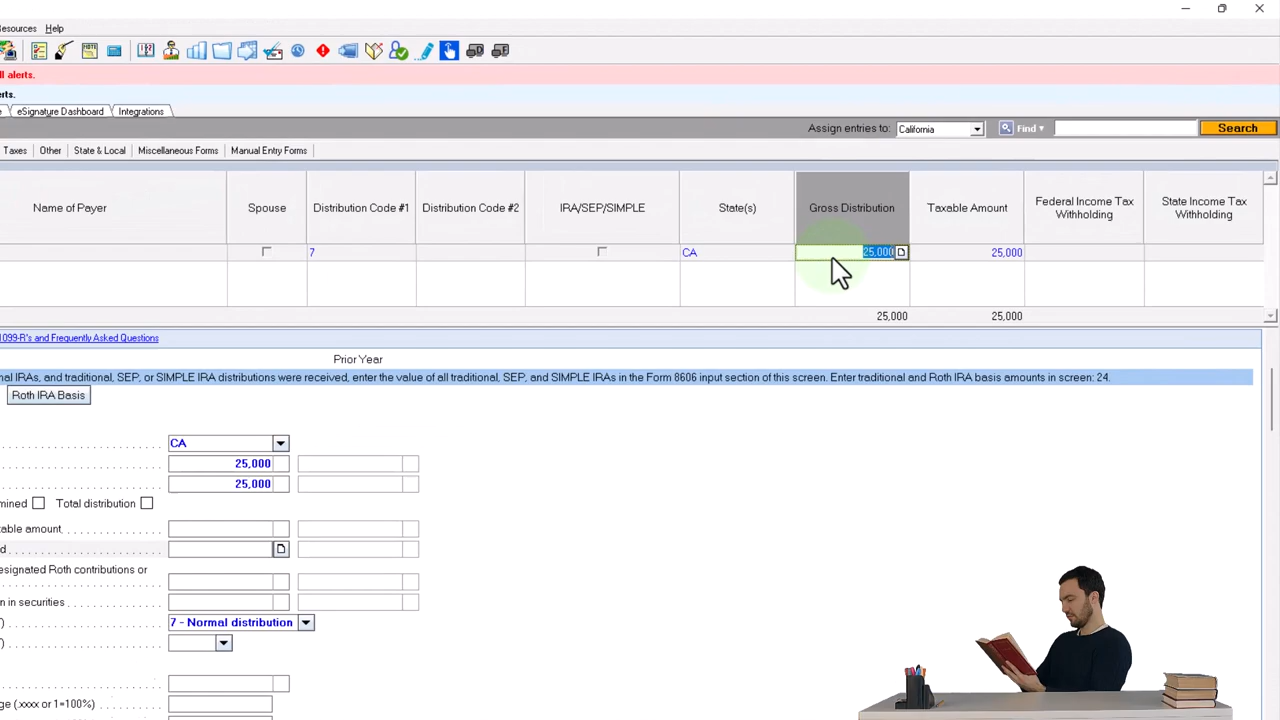 Resources Help
ll alerts.
erts.
eSignature Dashboard Integrations
Assign entries to: California Find Search
Taxes Other State & Local Miscellaneous Forms Manual Entry Forms
Name of Payer Spouse Distribution Code #1 Distribution Code #2 IRA/SEP/SIMPLE State(s) Gross Distribution Taxable Amount Federal Income Tax Withholding State Income Tax Withholding
7 CA 25,000 25,000
25,000 25,000
1099-R's and Frequently Asked Questions
Prior Year
nal IRAs, and traditional, SEP, or SIMPLE IRA distributions were received, enter the value of all traditional, SEP, and SIMPLE IRAs in the Form 8606 input section of this screen. Enter traditional and Roth IRA basis amounts in screen: 24.
Roth IRA Basis
CA
25,000
25,000
mined Total distribution
table amount
d
esignated Roth contributions or
n in securities
') 7 - Normal distribution
')
ge (.xxxx or 1=100%)